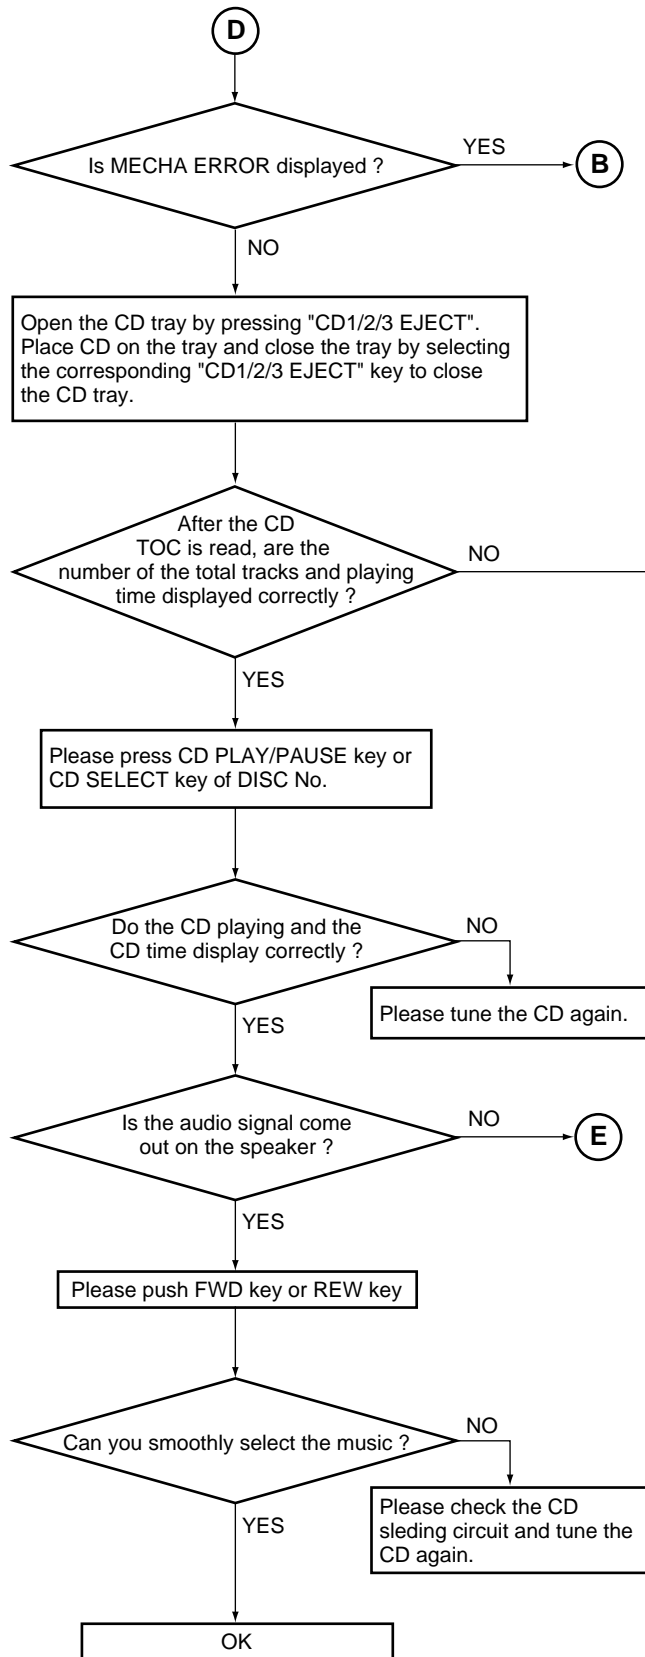 D
Is MECHA ERROR displayed ?
YES
B
NO
Open the CD tray by pressing "CD1/2/3 EJECT".
Place CD on the tray and close the tray by selecting
the corresponding "CD1/2/3 EJECT" key to close
the CD tray.
After the CD
TOC is read, are the
number of the total tracks and playing
time displayed correctly ?
NO
YES
Please press CD PLAY/PAUSE key or
CD SELECT key of DISC No.
Do the CD playing and the
CD time display correctly ?
NO
Please tune the CD again.
YES
Is the audio signal come
out on the speaker ?
NO
E
YES
Please push FWD key or REW key
Can you smoothly select the music ?
NO
Please check the CD
sleding circuit and tune the
CD again.
YES
OK